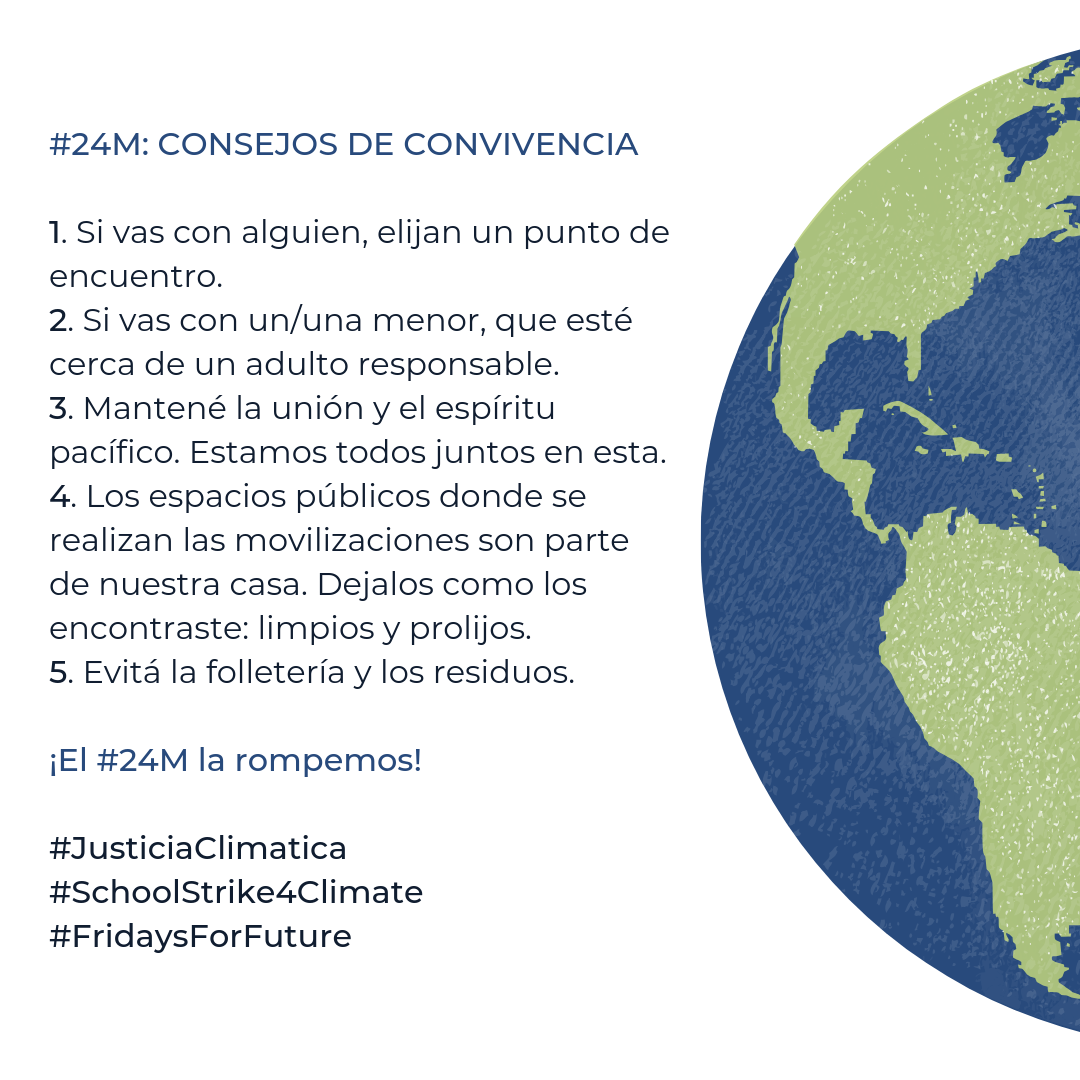 #24M: CONSEJOS DE CONVIVENCIA
1. Si vas con alguien, elijan un punto de
encuentro.
2. Si vas con un/una menor, que esté
cerca de un adulto responsable.
3. Mantené la unión y el espíritu
pacífico. Estamos todos juntos en esta.
4. Los espacios públicos donde se
realizan las movilizaciones son parte
de nuestra casa. Dejalos como los
encontraste: limpios y prolijos.
5. Evitá la folletería y los residuos.
¡El #24M la rompemos!
#JusticiaClimatica
#SchoolStrike4Climate
#FridaysForFuture